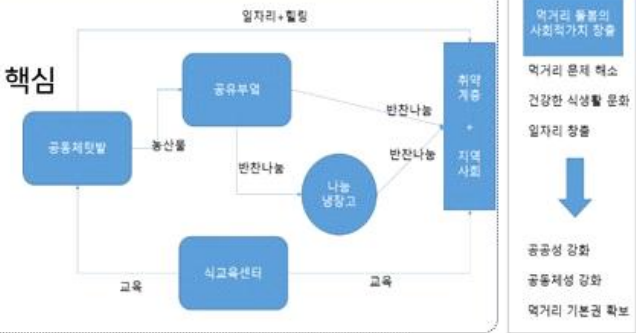 일자리+힐링
핵심
공유부엌
공동체텃밭
농산물
반찬나눔
반찬나눔
반찬나눔
나눔
냉장고
취약
계층
+
지역
사회
식교육센터
교육
교육
먹거리 돌봄의
사회적가치 창출
먹거리 문제 해소
건강한 식생활 문화
일자리 창출
공공성 강화
공동체성 강화
먹거리 기본권 확보